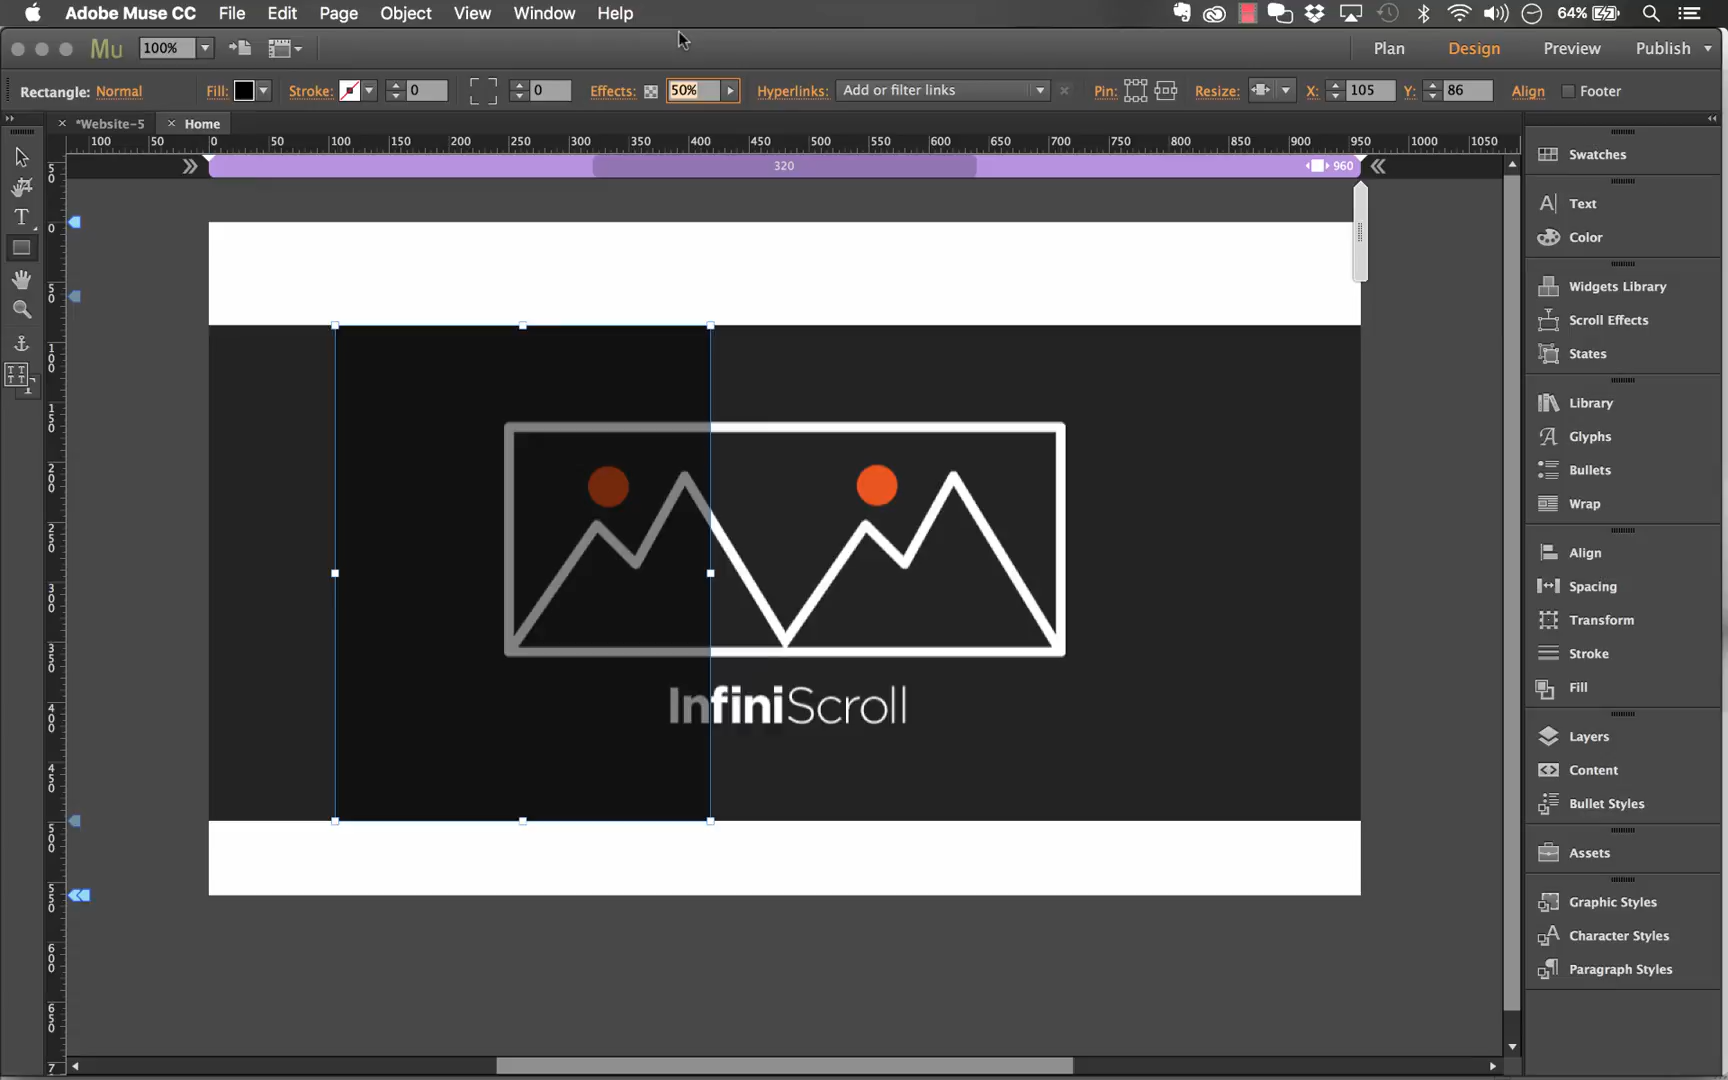 Adobe Muse CC File Edit Page Object View Window Help 64%
Mu 100% Plan Design Preview Publish
Rectangle: Normal Fill: Stroke: 0 0 Effects: 50% Hyperlinks: Add or filter links Pin: Resize: X: 105 Y: 86 Align Footer
*Website-5 Home
100 50 0 50 100 150 200 250 300 350 400 450 500 550 600 650 700 750 800 850 900 950 1000 1050
320 960
Swatches
Text
Color
Widgets Library
Scroll Effects
States
Library
Glyphs
Bullets
Wrap
Align
Spacing
Transform
Stroke
Fill
Layers
Content
Bullet Styles
Assets
Graphic Styles
Character Styles
Paragraph Styles
InfiniScroll
50
0
50
100
150
200
250
300
350
400
450
500
550
600
650
7